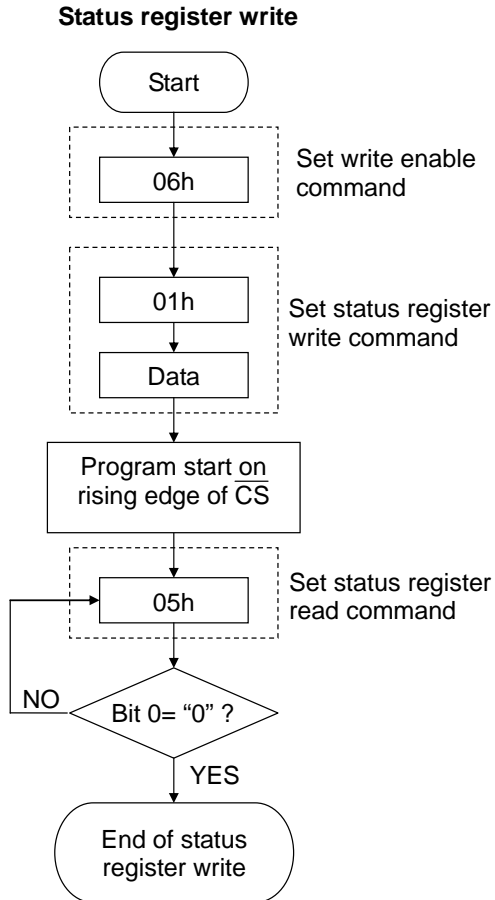 Status register write
Start
06h
Set write enable
command
01h
Set status register
write command
Data
Program start on
rising edge of C̅S̅
05h
Set status register
read command
NO
Bit 0= “0” ?
YES
End of status
register write